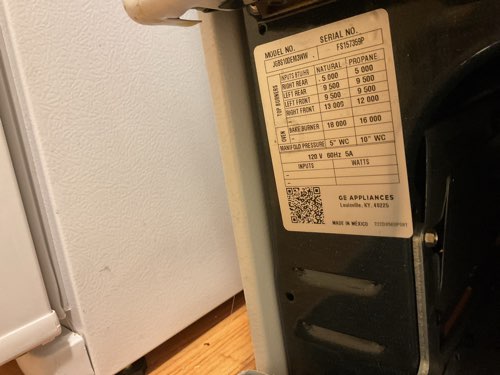 MODEL NO. SERIAL NO.
JGBS10DEM3WW FS157359P
TOP BURNERS
INPUTS BTU/HR NATURAL PROPANE
RIGHT REAR 5 000 5 000
LEFT REAR 9 500 9 500
LEFT FRONT 9 500 9 500
RIGHT FRONT 13 000 12 000
--
OVEN BAKE BURNER 18 000 16 000
--
MANIFOLD PRESSURE 5" WC 10" WC
120 V 60Hz 5A
INPUTS WATTS
--
--
GE APPLIANCES
Louisville, KY. 40225
MADE IN MÉXICO